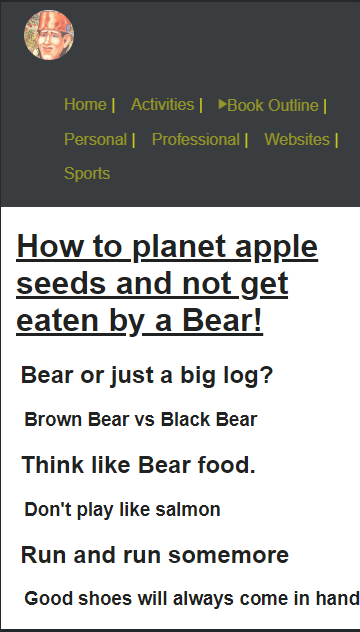 Home | Activities | ▶Book Outline |
Personal | Professional | Websites |
Sports
How to planet apple
seeds and not get
eaten by a Bear!
Bear or just a big log?
Brown Bear vs Black Bear
Think like Bear food.
Don't play like salmon
Run and run somemore
Good shoes will always come in hand